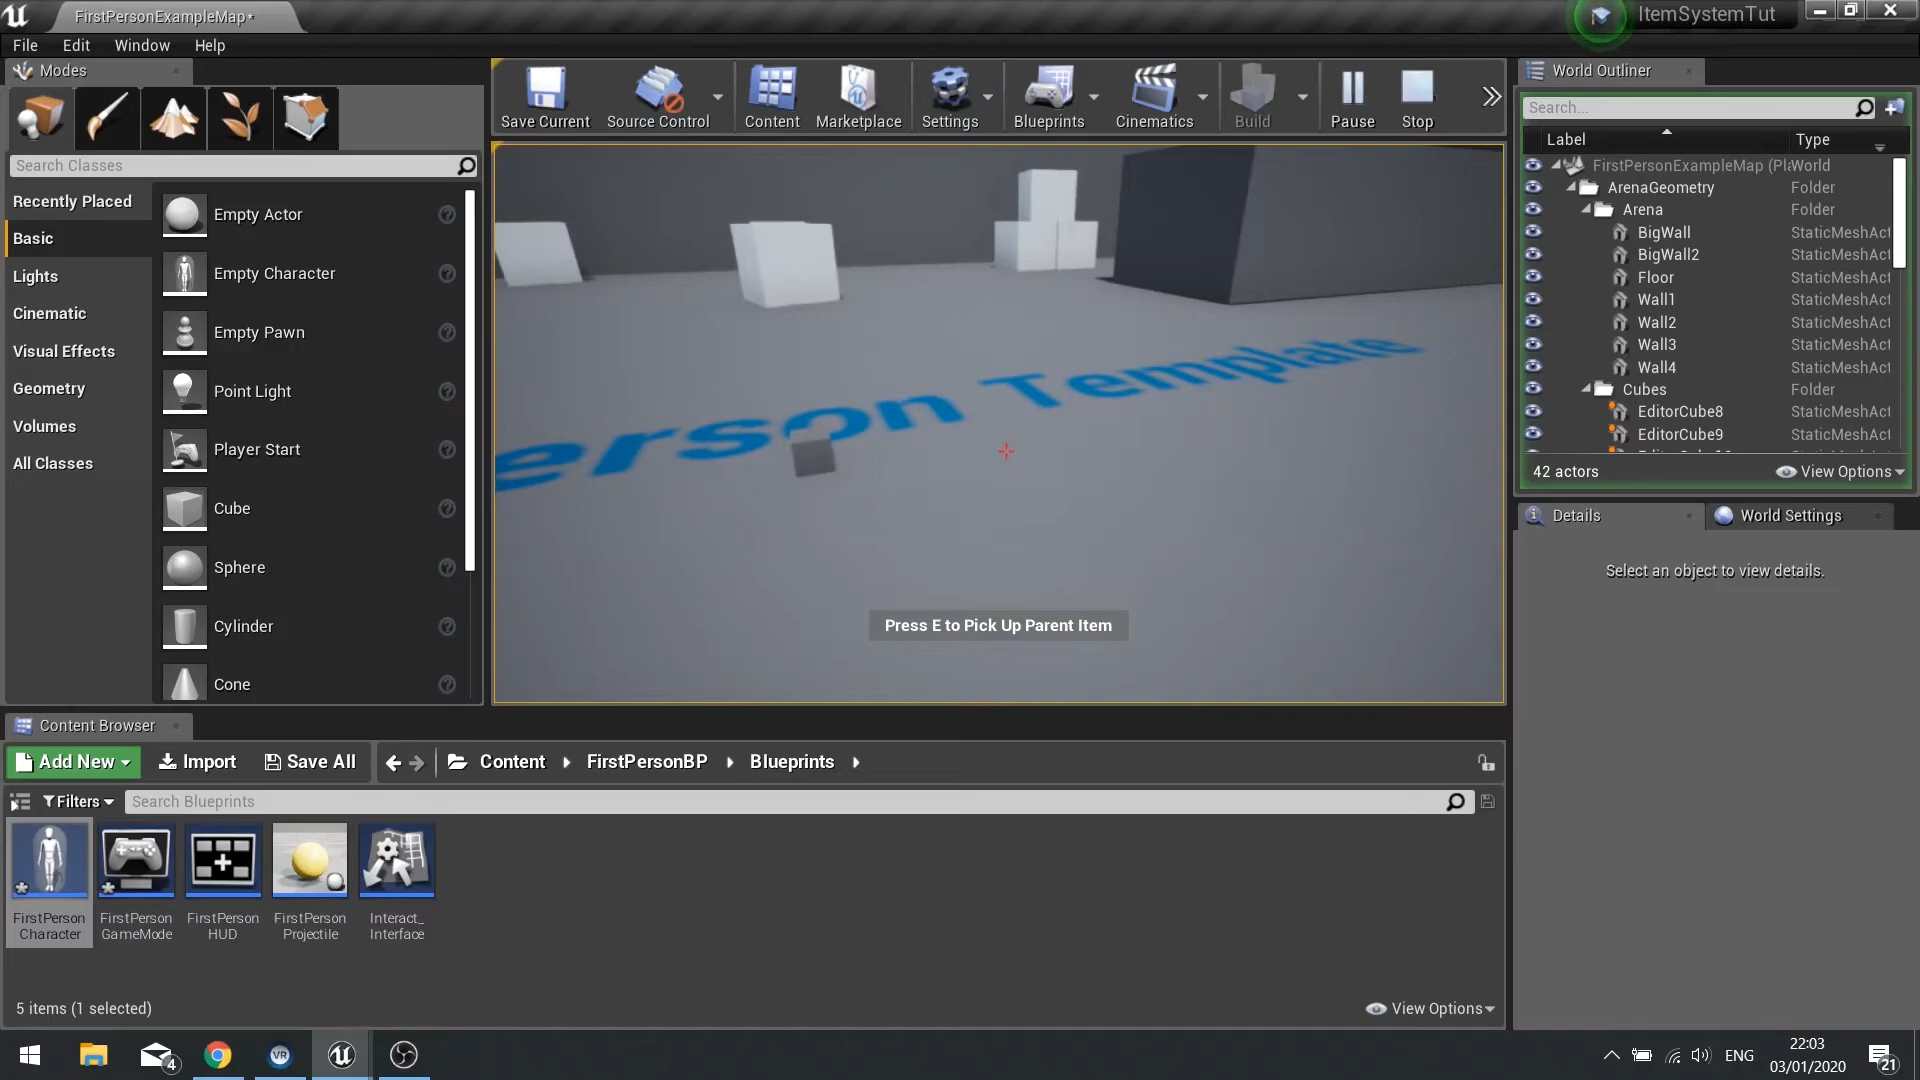 FirstPersonExampleMap*
ItemSystemTut
File Edit Window Help
Modes
Save Current
Source Control
Content
Marketplace
Settings
Blueprints
Cinematics
Build
Pause
Stop
World Outliner
Search...
Label Type
Search Classes
Recently Placed
Basic
Lights
Cinematic
Visual Effects
Geometry
Volumes
All Classes
Empty Actor
Empty Character
Empty Pawn
Point Light
Player Start
Cube
Sphere
Cylinder
Cone
erson Template
Press E to Pick Up Parent Item
FirstPersonExampleMap (Pla World
ArenaGeometry Folder
Arena Folder
BigWall StaticMeshAct
BigWall2 StaticMeshAct
Floor StaticMeshAct
Wall1 StaticMeshAct
Wall2 StaticMeshAct
Wall3 StaticMeshAct
Wall4 StaticMeshAct
Cubes Folder
EditorCube8 StaticMeshAct
EditorCube9 StaticMeshAct
42 actors
View Options
Details
World Settings
Select an object to view details.
Content Browser
Add New
Import
Save All
Content
FirstPersonBP
Blueprints
Filters
Search Blueprints
FirstPerson
Character
FirstPerson
GameMode
FirstPerson
HUD
FirstPerson
Projectile
Interact_
Interface
5 items (1 selected)
View Options
4
VR
ENG
22:03
03/01/2020
21